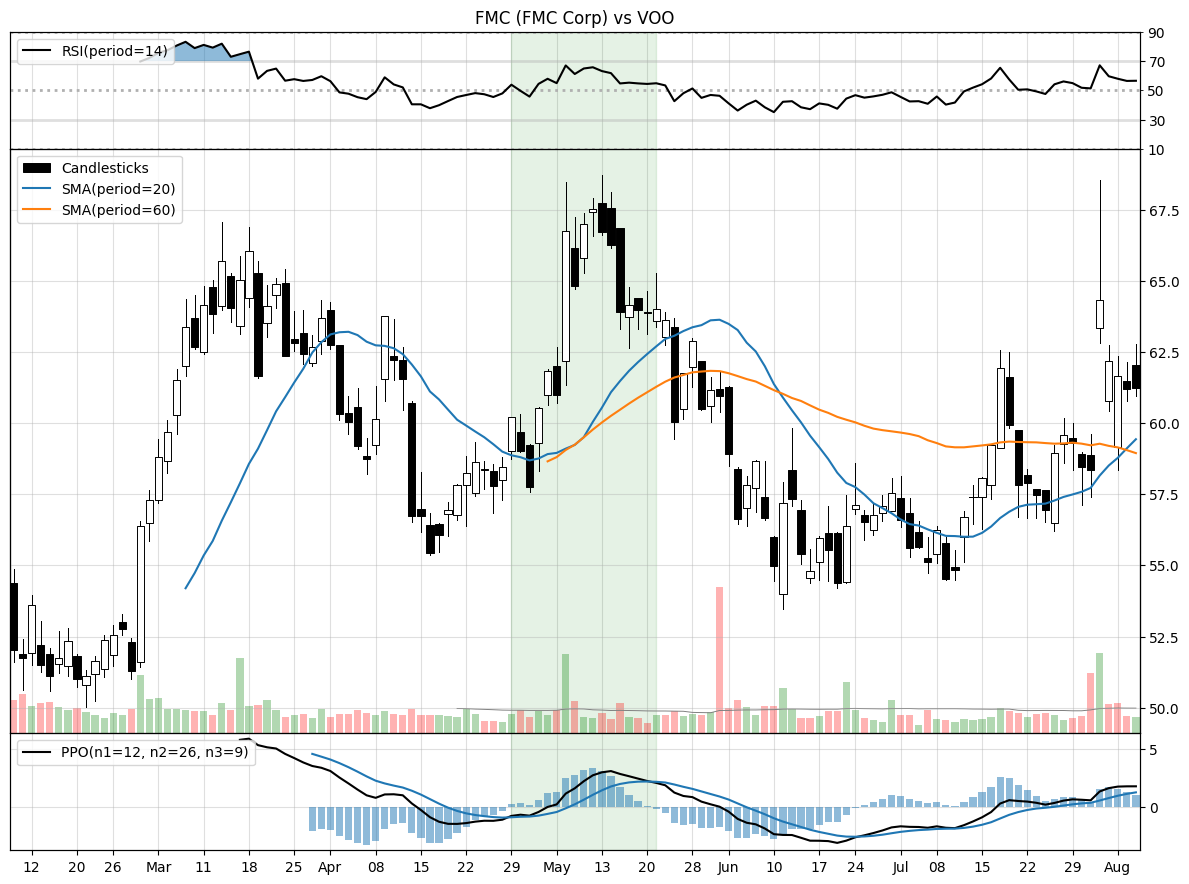 FMC (FMC Corp) vs VOO
RSI(period=14)
90
70
50
30
10
Candlesticks
SMA(period=20)
SMA(period=60)
67.5
65.0
62.5
60.0
57.5
55.0
52.5
50.0
PPO(n1=12, n2=26, n3=9)
5
0
12 20 26 Mar 11 18 25 Apr 08 15 22 29 May 13 20 28 Jun 10 17 24 Jul 08 15 22 29 Aug